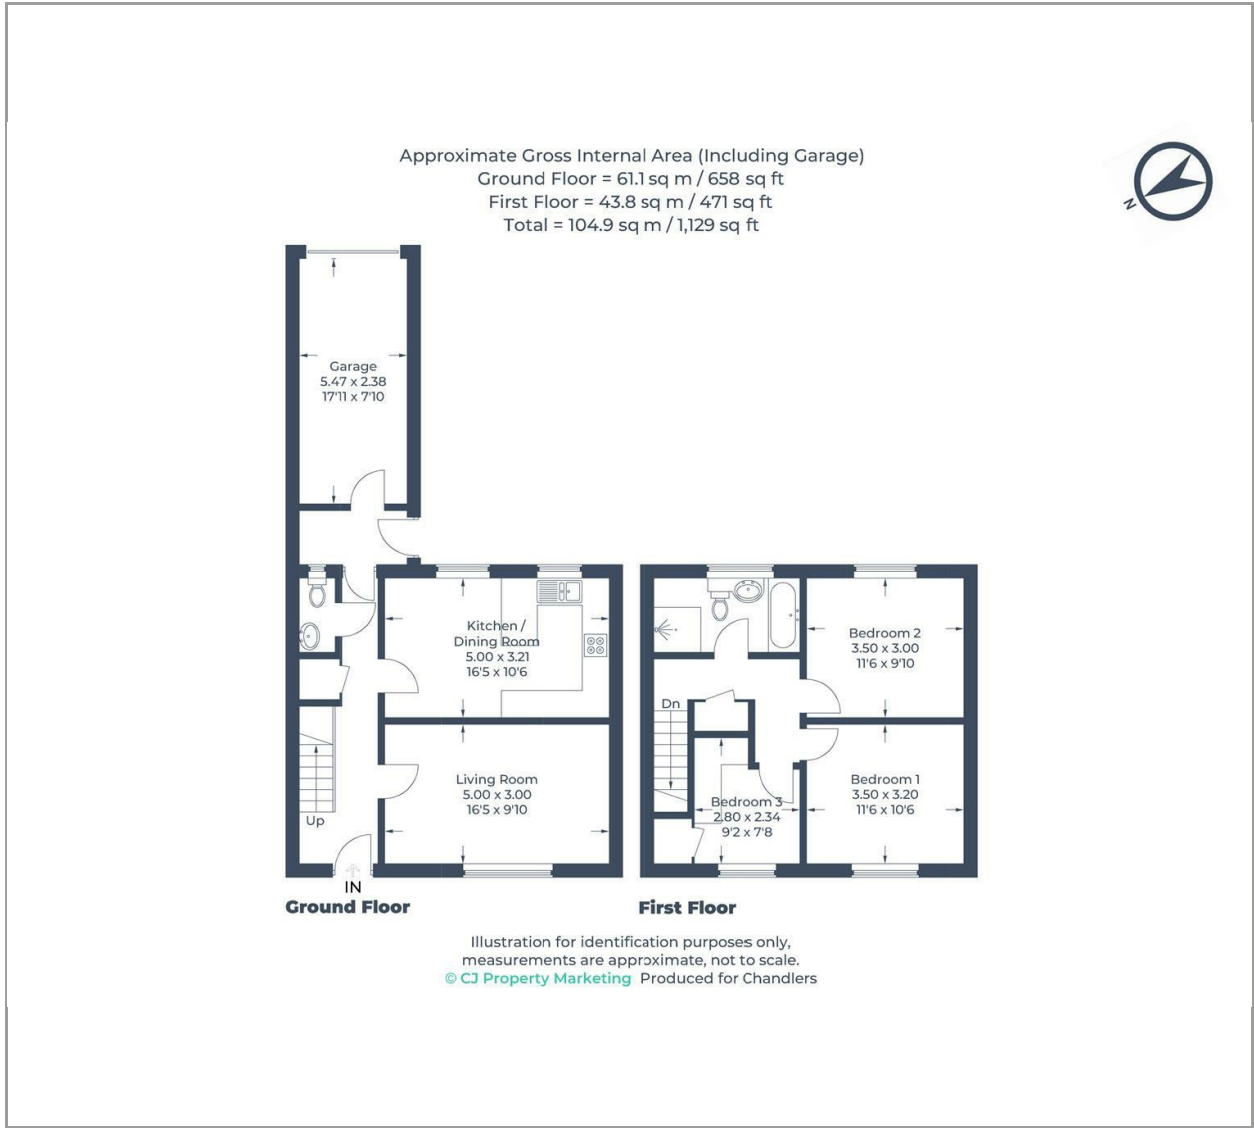 Approximate Gross Internal Area (Including Garage)
Ground Floor = 61.1 sq m / 658 sq ft
First Floor = 43.8 sq m / 471 sq ft
Total = 104.9 sq m / 1,129 sq ft
N
Garage
5.47 x 2.38
17'11 x 7'10
Kitchen /
Dining Room
5.00 x 3.21
16'5 x 10'6
Living Room
5.00 x 3.00
16'5 x 9'10
Up
IN
Ground Floor
Bedroom 2
3.50 x 3.00
11'6 x 9'10
Dn
Bedroom 1
3.50 x 3.20
11'6 x 10'6
Bedroom 3
2.80 x 2.34
9'2 x 7'8
First Floor
Illustration for identification purposes only,
measurements are approximate, not to scale.
© CJ Property Marketing Produced for Chandlers